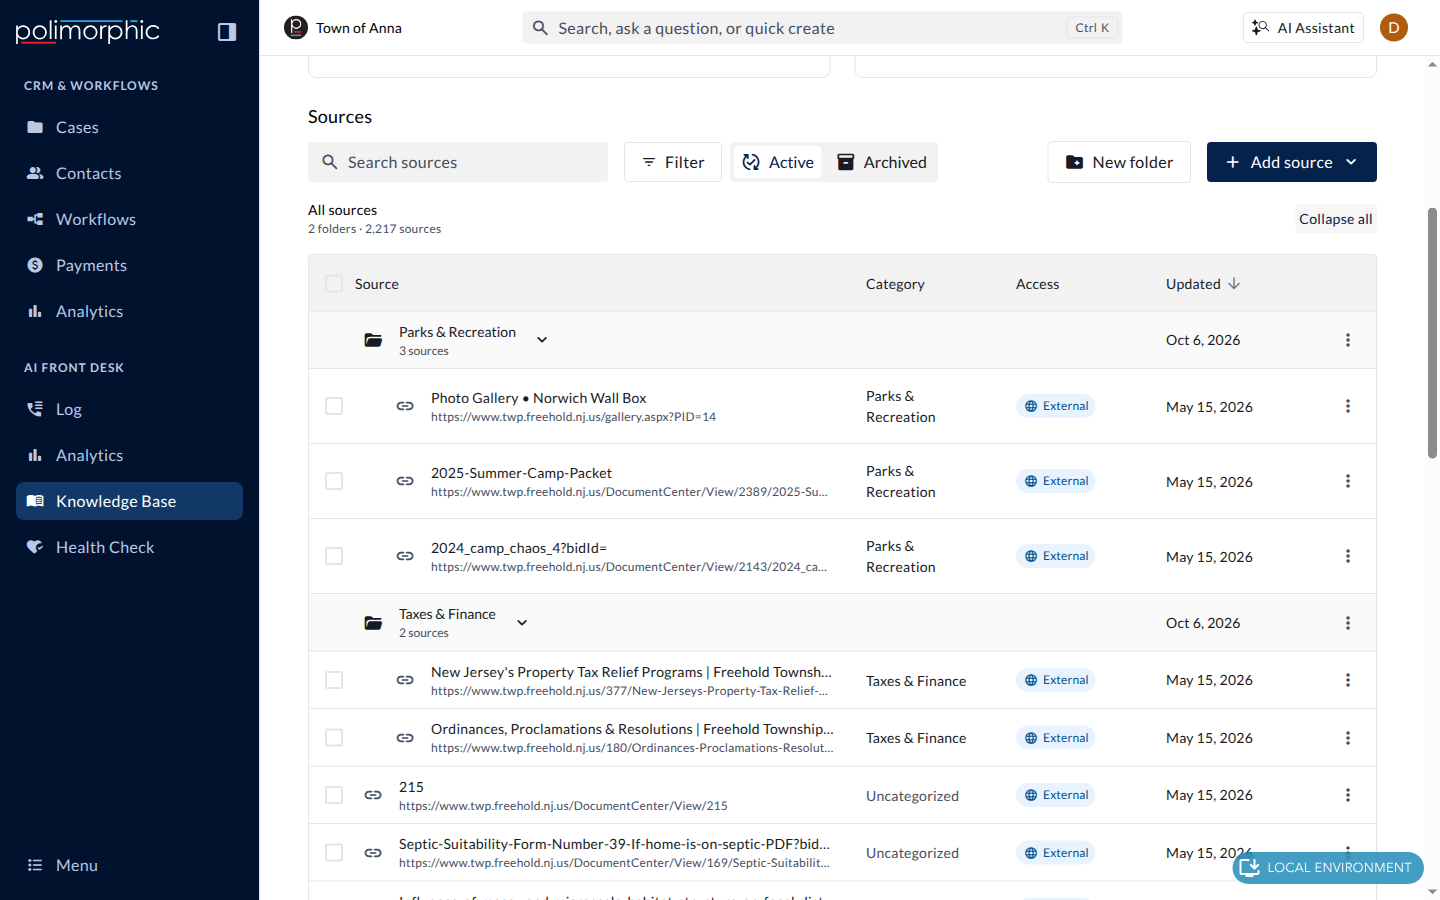 polimorphic
Town of Anna
Search, ask a question, or quick create
Ctrl K
AI Assistant
D
CRM & WORKFLOWS
Cases
Contacts
Workflows
Payments
Analytics
AI FRONT DESK
Log
Analytics
Knowledge Base
Health Check
Menu
Sources
Search sources
Filter
Active
Archived
New folder
Add source
All sources
2 folders · 2,217 sources
Collapse all
Source
Category
Access
Updated
Parks & Recreation
3 sources
Oct 6, 2026
Photo Gallery • Norwich Wall Box
https://www.twp.freehold.nj.us/gallery.aspx?PID=14
Parks &
Recreation
External
May 15, 2026
2025-Summer-Camp-Packet
https://www.twp.freehold.nj.us/DocumentCenter/View/2389/2025-Su...
Parks &
Recreation
External
May 15, 2026
2024_camp_chaos_4?bidId=
https://www.twp.freehold.nj.us/DocumentCenter/View/2143/2024_ca...
Parks &
Recreation
External
May 15, 2026
Taxes & Finance
2 sources
Oct 6, 2026
New Jersey's Property Tax Relief Programs | Freehold Townsh...
https://www.twp.freehold.nj.us/377/New-Jerseys-Property-Tax-Relief-...
Taxes & Finance
External
May 15, 2026
Ordinances, Proclamations & Resolutions | Freehold Township...
https://www.twp.freehold.nj.us/180/Ordinances-Proclamations-Resolut...
Taxes & Finance
External
May 15, 2026
215
https://www.twp.freehold.nj.us/DocumentCenter/View/215
Uncategorized
External
May 15, 2026
Septic-Suitability-Form-Number-39-If-home-is-on-septic-PDF?bid...
https://www.twp.freehold.nj.us/DocumentCenter/View/169/Septic-Suitabilit...
Uncategorized
External
May 15, 2026
LOCAL ENVIRONMENT